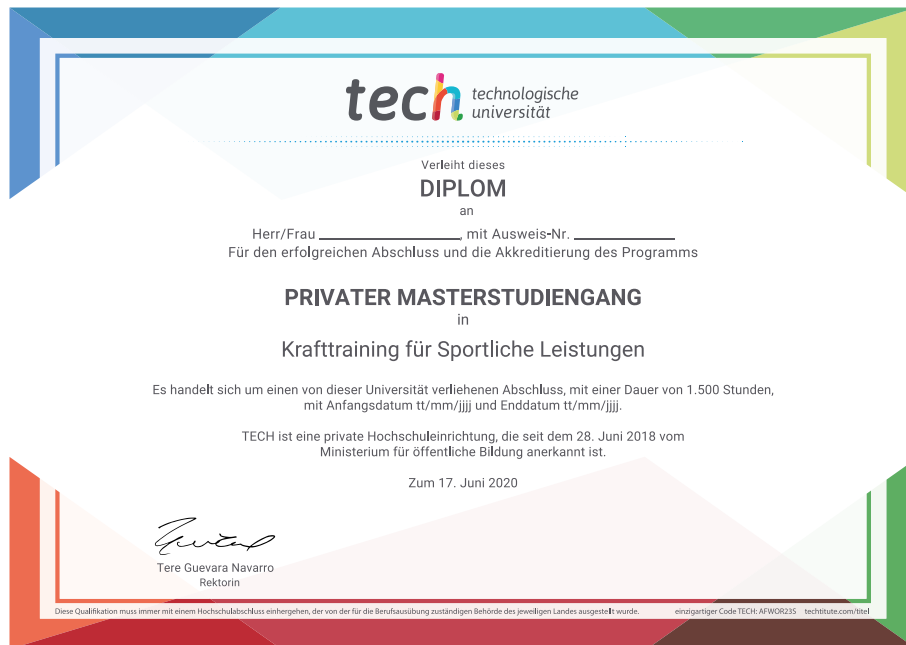 tech technologische
universität
Verleiht dieses
DIPLOM
an
Herr/Frau ____________________, mit Ausweis-Nr. ______________
Für den erfolgreichen Abschluss und die Akkreditierung des Programms
PRIVATER MASTERSTUDIENGANG
in
Krafttraining für Sportliche Leistungen
Es handelt sich um einen von dieser Universität verliehenen Abschluss, mit einer Dauer von 1.500 Stunden,
mit Anfangsdatum tt/mm/jjjj und Enddatum tt/mm/jjjj.
TECH ist eine private Hochschuleinrichtung, die seit dem 28. Juni 2018 vom
Ministerium für öffentliche Bildung anerkannt ist.
Zum 17. Juni 2020
Tere Guevara Navarro
Rektorin
Diese Qualifikation muss immer mit einem Hochschulabschluss einhergehen, der von der für die Berufsausübung zuständigen Behörde des jeweiligen Landes ausgestellt wurde. einzigartiger Code TECH: AFWOR23S techtitute.com/titel